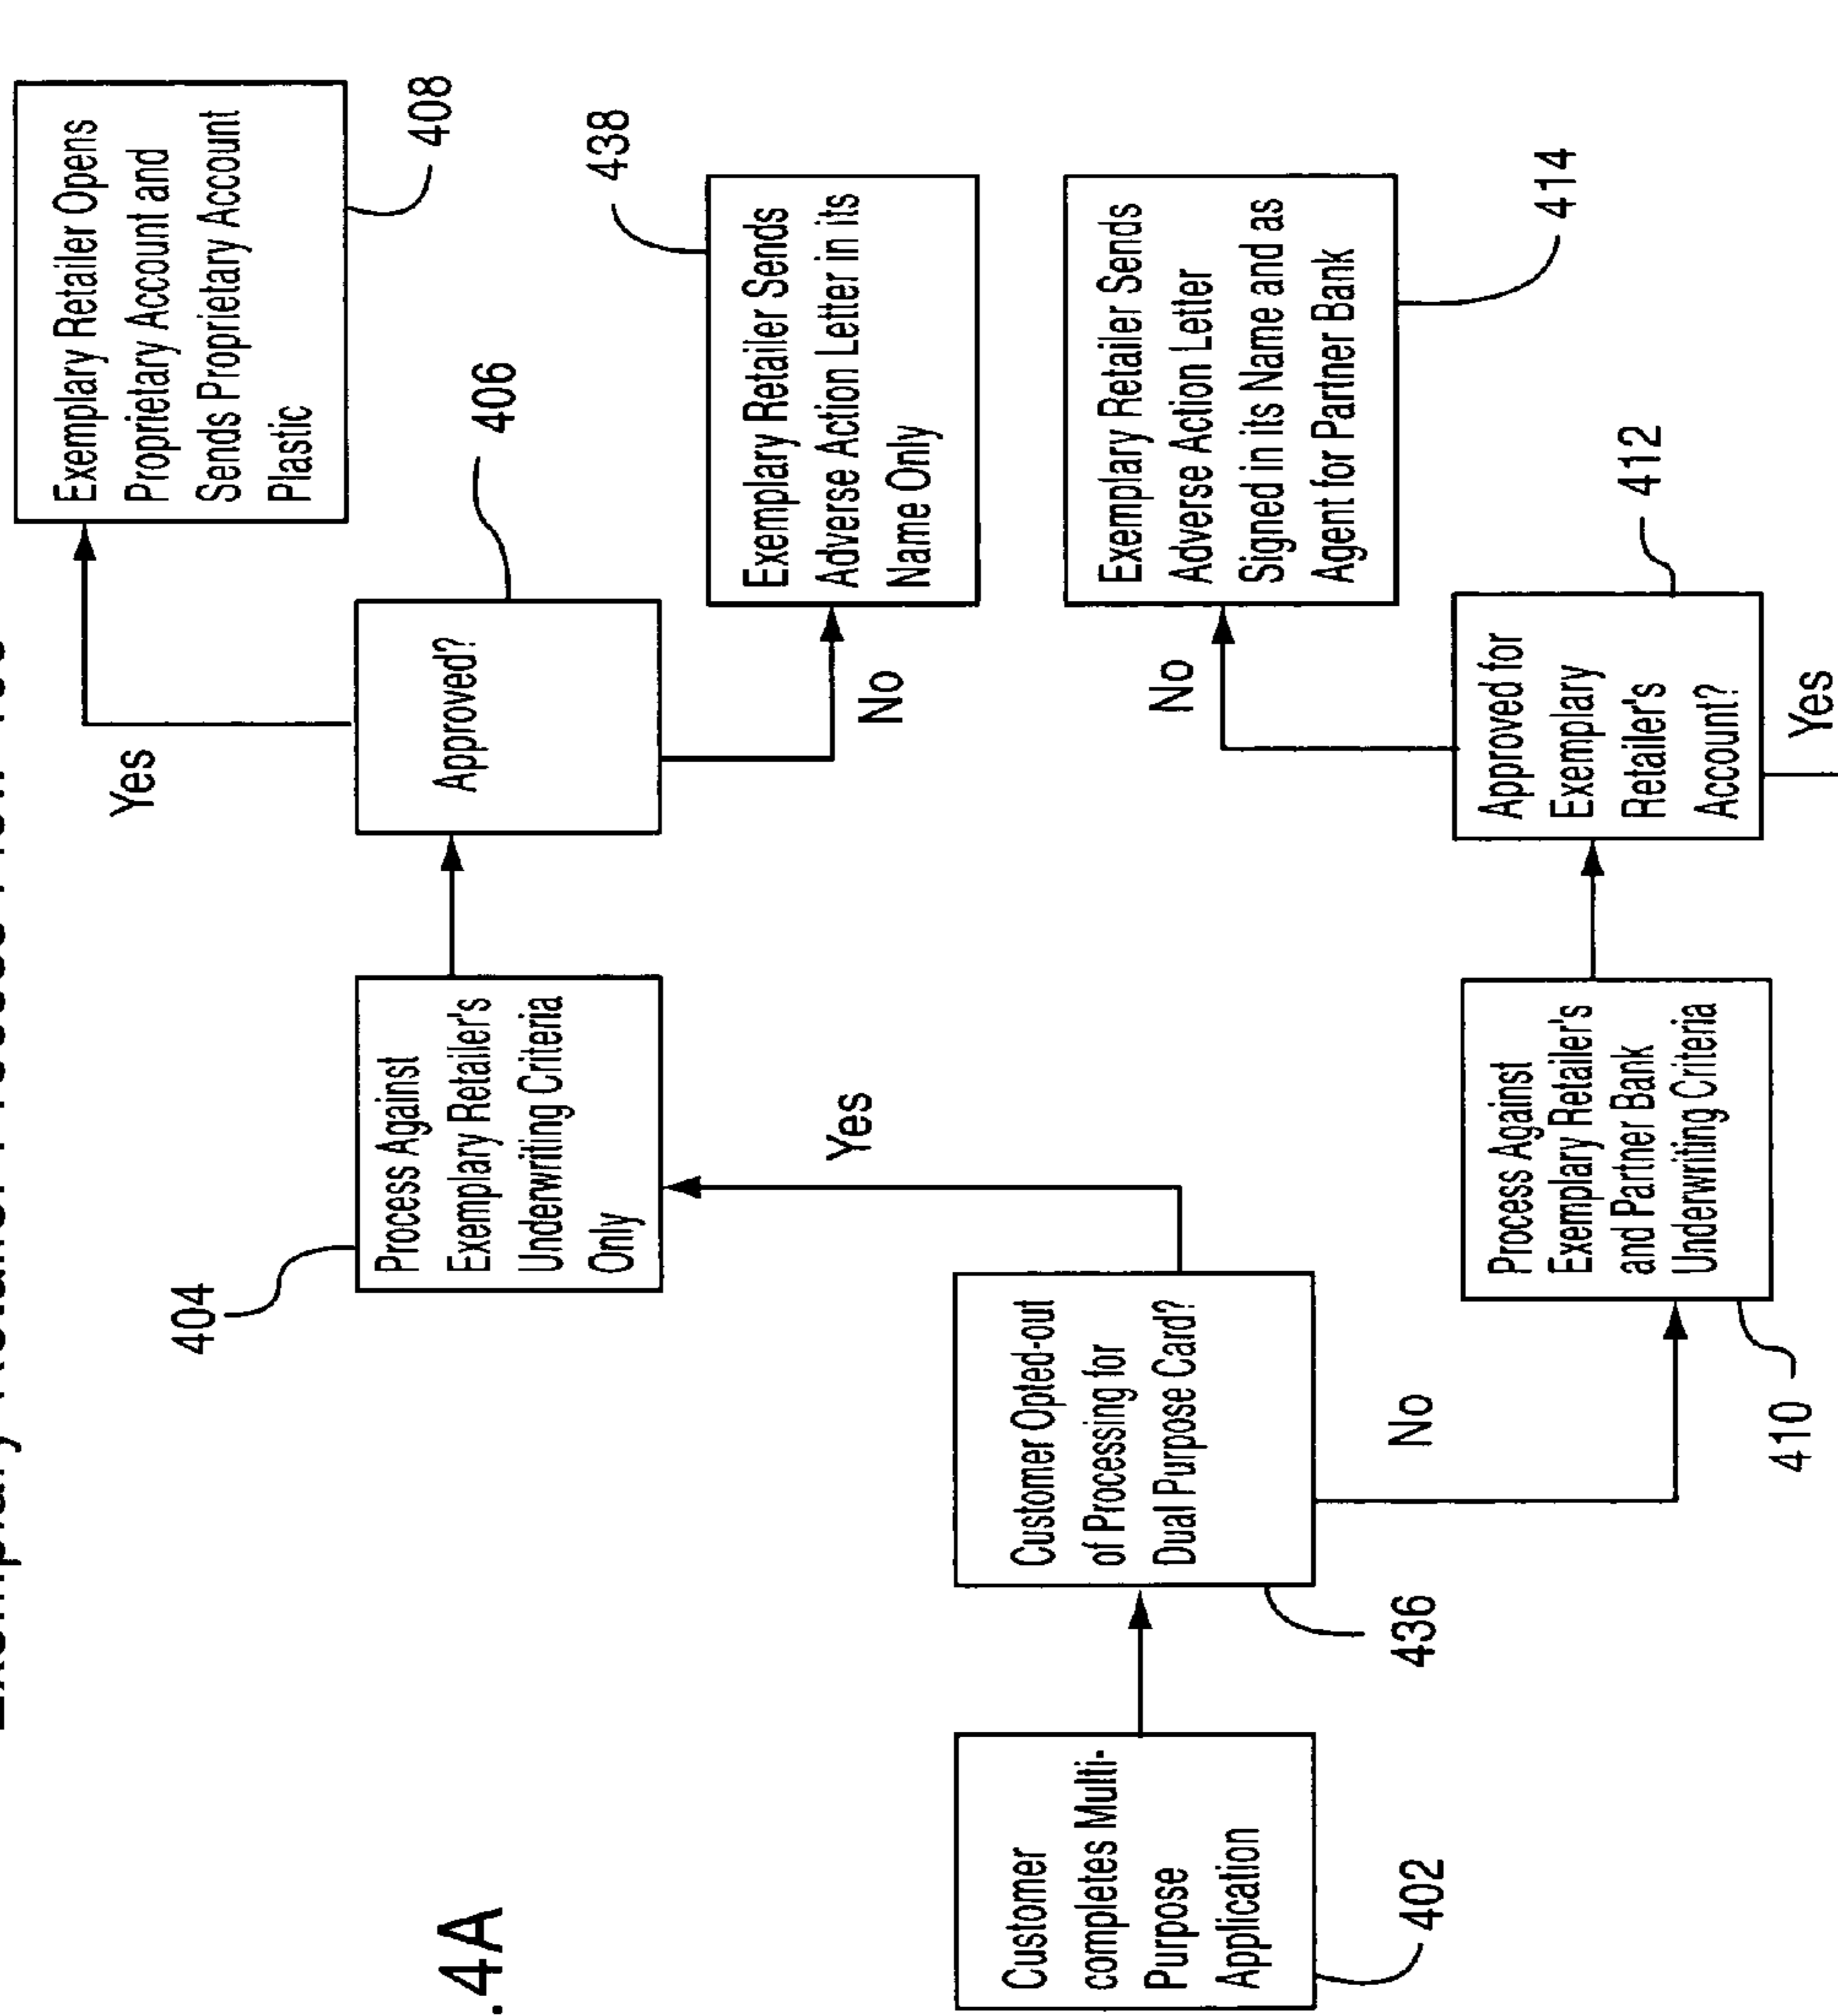 Exemplary
Exemplary Retailer Opens
Proprietary Account and
Sends Proprietary Account
Plastic
408
Yes
.4A
404
Process Against
Exemplary Retailer's
Underwriting Criteria
Only
Approved?
406
No
438
Exemplary Retailer Sends
Adverse Action Letter in its
Name Only
Yes
Customer
completes Multi-
Purpose
Application
402
Customer Opted-out
of Processing for
Dual Purpose Card?
436
No
Exemplary Retailer Sends
Adverse Action Letter
Signed in its Name and as
Agent for Partner Bank
414
No
Process Against
Exemplary Retailer's
and Partner Bank
Underwriting Criteria
410
Approved for
Exemplary
Retailer's
Account?
412
Yes